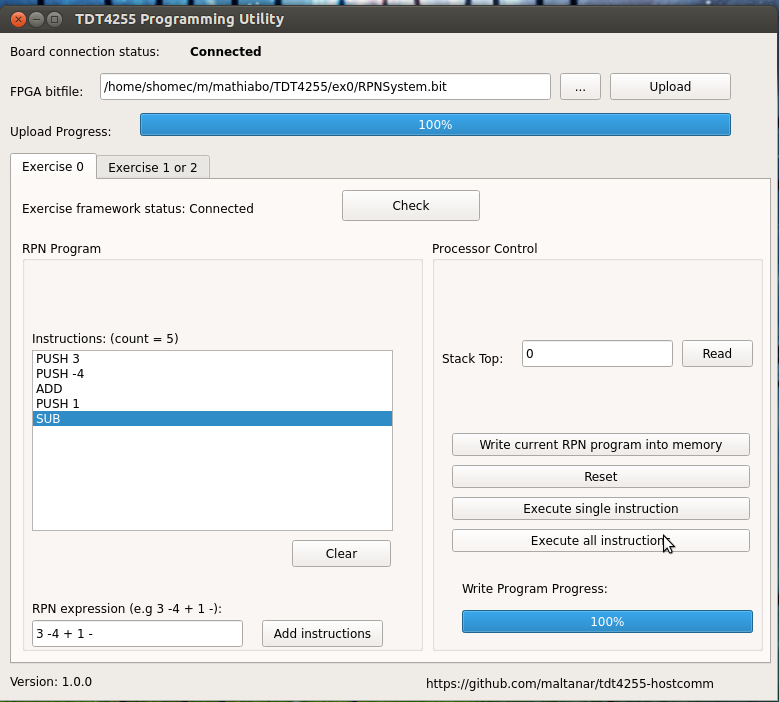 TDT4255 Programming Utility
Board connection status: Connected
FPGA bitfile: /home/shomec/m/mathiabo/TDT4255/ex0/RPNSystem.bit ... Upload
Upload Progress: 100%
Exercise 0 Exercise 1 or 2
Exercise framework status: Connected Check
RPN Program
Instructions: (count = 5)
PUSH 3
PUSH -4
ADD
PUSH 1
SUB
Clear
RPN expression (e.g 3 -4 + 1 -):
3 -4 + 1 - Add instructions
Processor Control
Stack Top: 0 Read
Write current RPN program into memory
Reset
Execute single instruction
Execute all instructions
Write Program Progress:
100%
Version: 1.0.0 https://github.com/maltanar/tdt4255-hostcomm